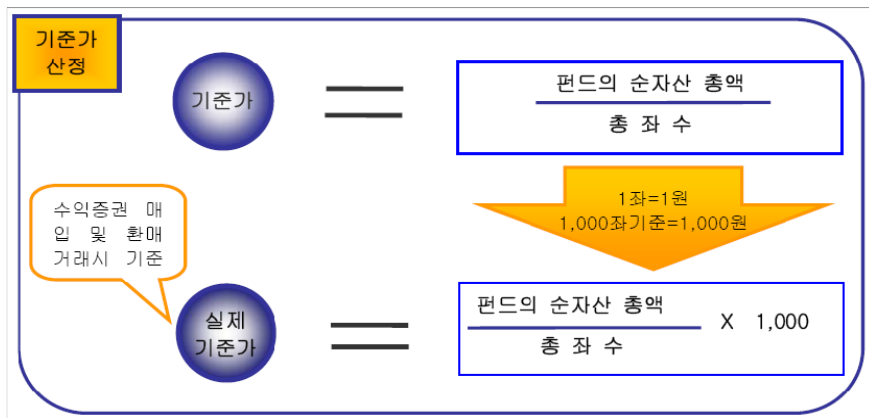 기준가
산정
기준가
펀드의 순자산 총액
총 좌 수
1좌=1원
1,000좌기준=1,000원
수익증권 매
입 및 환매
거래시 기준
실제
기준가
펀드의 순자산 총액
X 1,000
총 좌 수